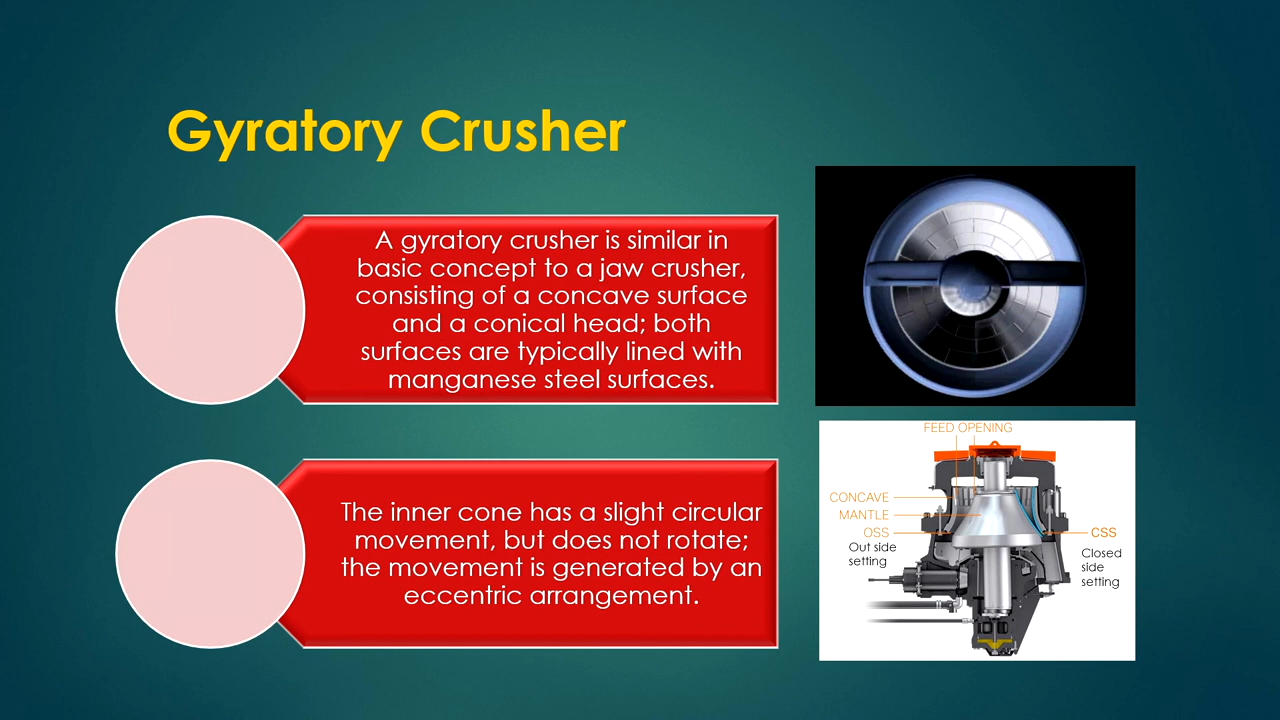 Gyratory Crusher
A gyratory crusher is similar in
basic concept to a jaw crusher,
consisting of a concave surface
and a conical head; both
surfaces are typically lined with
manganese steel surfaces.
The inner cone has a slight circular
movement, but does not rotate;
the movement is generated by an
eccentric arrangement.
FEED OPENING
CONCAVE
MANTLE
OSS
Out side
setting
CSS
Closed
side
setting